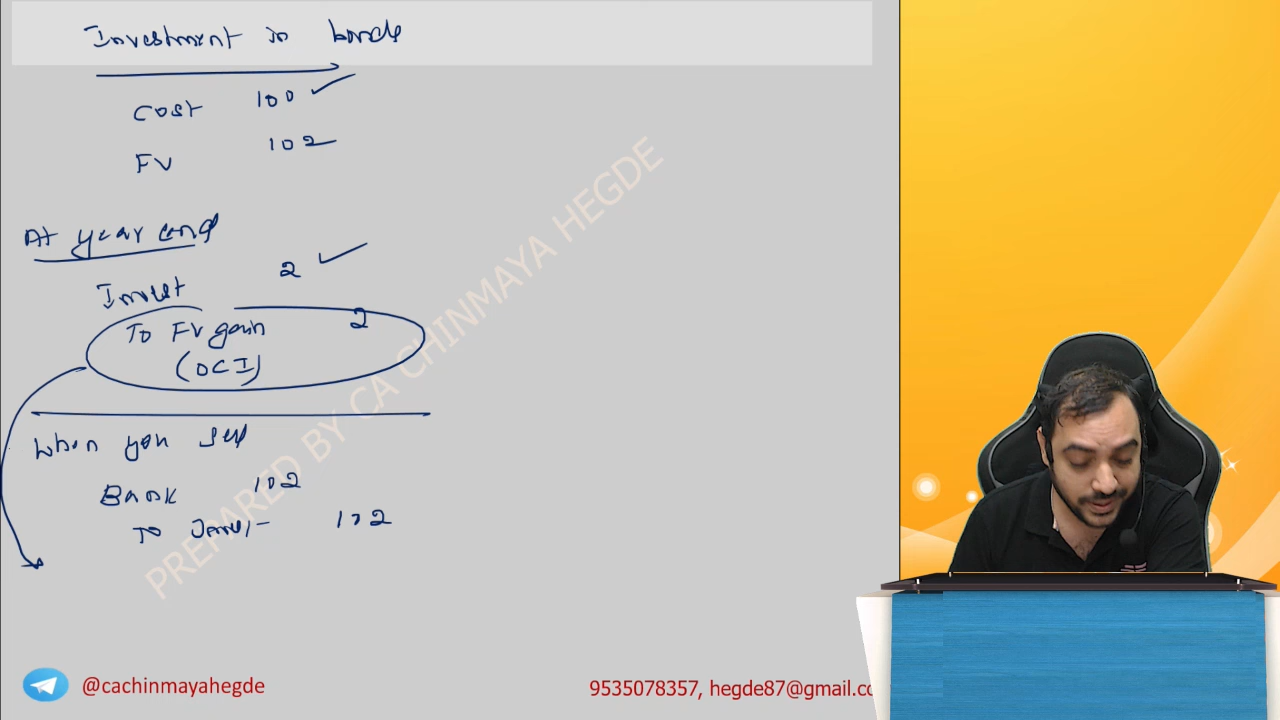 Investment in bonds
Cost 100
FV 102
At year end
Invest 2
To FV gain 2
(OCI)
When you sell
Bank 102
To Invt 102
PREPARED BY CA CHINMAYA HEGDE
@cachinmayahegde
9535078357, hegde87@gmail.co